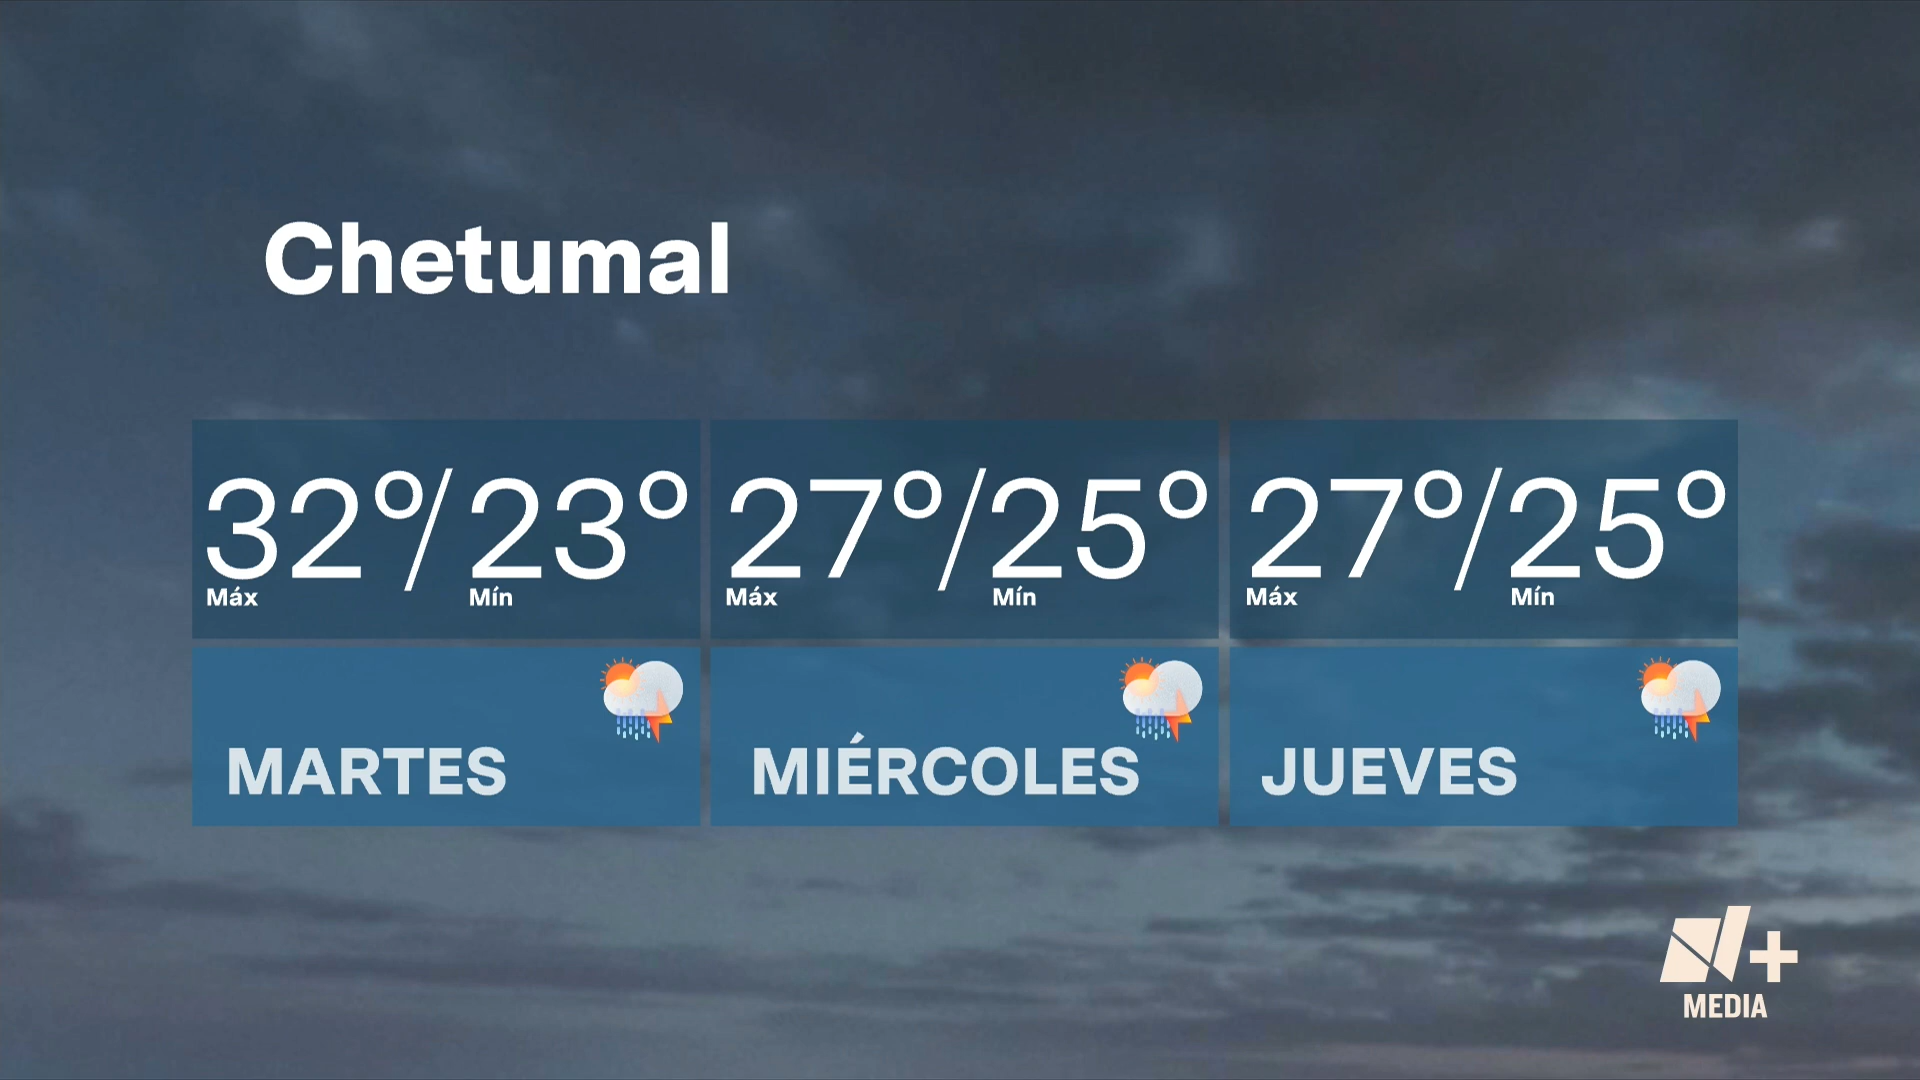 Chetumal
32°/23° 27°/25° 27°/25°
Máx Mín Máx Mín Máx Mín
MARTES MIÉRCOLES JUEVES
N+
MEDIA